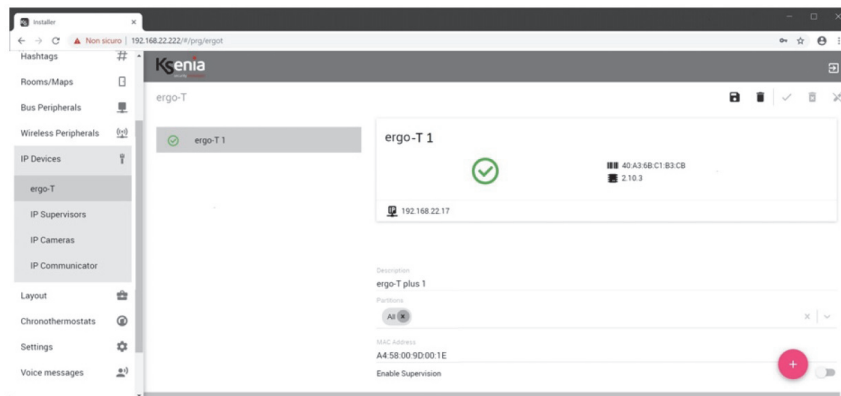 Installer
Non sicuro | 192.168.22.222/#/prg/ergot
Hashtags
Rooms/Maps
Bus Peripherals
Wireless Peripherals
IP Devices
ergo-T
IP Supervisors
IP Cameras
IP Communicator
Layout
Chronothermostats
Settings
Voice messages
Ksenia
ergo-T
ergo-T 1
ergo-T 1
40:A3:6B:C1:B3:CB
2.10.3
192.168.22.17
Description
ergo-T plus 1
Partitions
All
MAC Address
A4:58:00:9D:00:1E
Enable Supervision